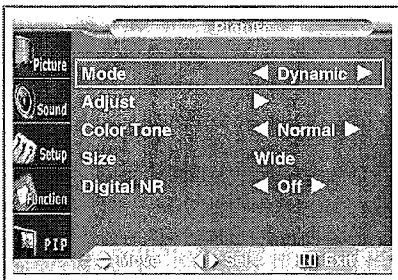 Picture
Picture
Mode ◀ Dynamic ▶
Sound
Adjust ▶
Color Tone ◀ Normal ▶
Setup
Size Wide
Function
Digital NR ◀ Off ▶
PIP
Move Sel. Exit